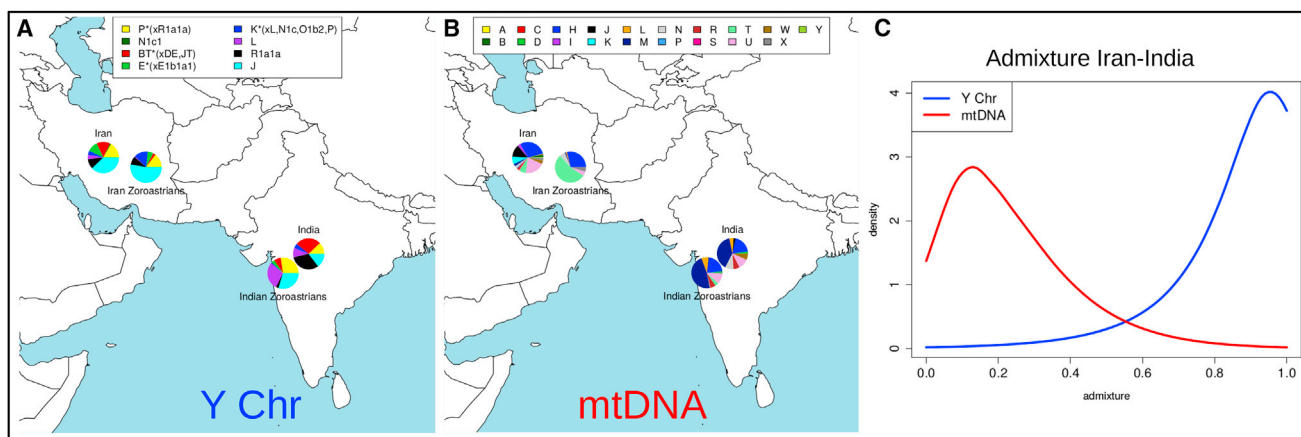 A
P*(xR1a1a) K*(xL,N1c,O1b2,P)
N1c1 L
BT*(xDE,JT) R1a1a
E*(xE1b1a1) J
Iran
Iran Zoroastrians
India
Indian Zoroastrians
Y Chr
B
A C H J L N R T W Y
B D I K M P S U X
Iran
Iran Zoroastrians
India
Indian Zoroastrians
mtDNA
C
Admixture Iran-India
Y Chr
mtDNA
density
4
3
2
1
0
0.0 0.2 0.4 0.6 0.8 1.0
admixture